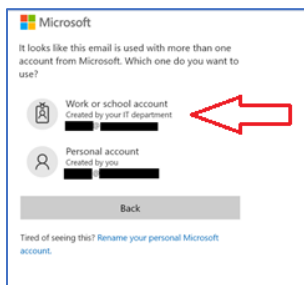 Microsoft
It looks like this email is used with more than one
account from Microsoft. Which one do you want to
use?
Work or school account
Created by your IT department
@
Personal account
Created by you
@
Back
Tired of seeing this? Rename your personal Microsoft
account.